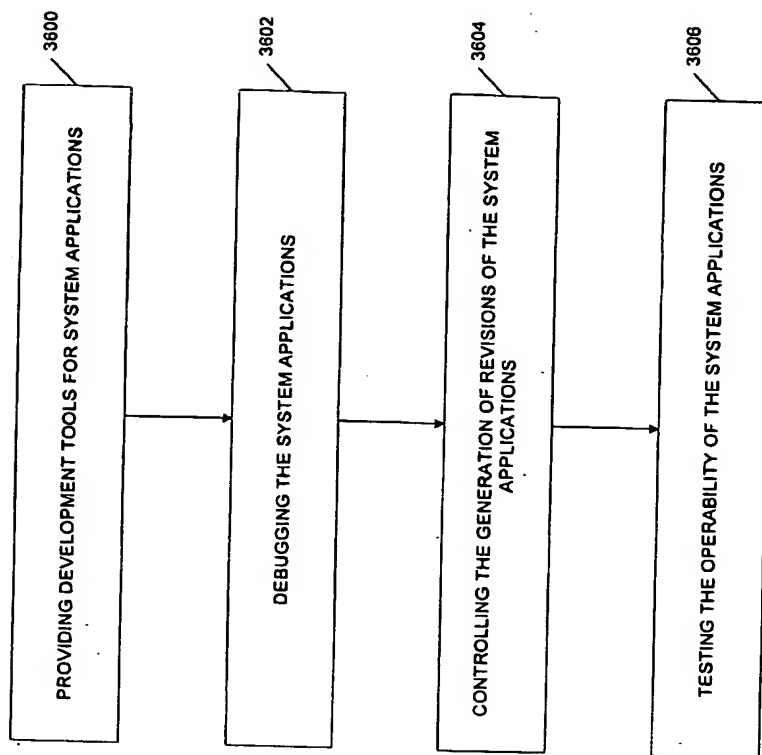 3600
PROVIDING DEVELOPMENT TOOLS FOR SYSTEM APPLICATIONS
3602
DEBUGGING THE SYSTEM APPLICATIONS
3604
CONTROLLING THE GENERATION OF REVISIONS OF THE SYSTEM
APPLICATIONS
3606
TESTING THE OPERABILITY OF THE SYSTEM APPLICATIONS